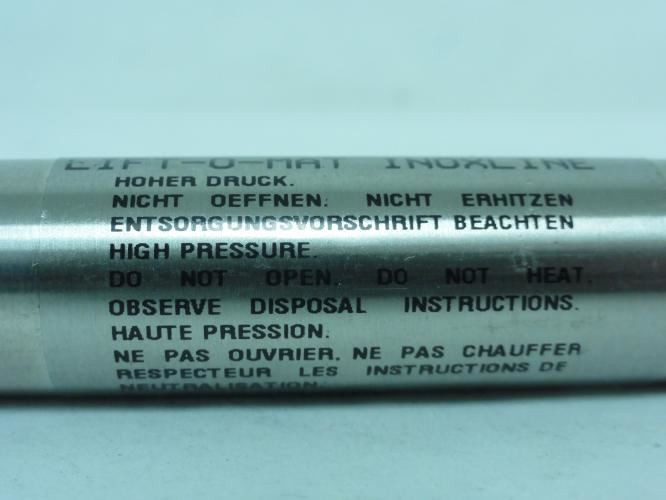 LIFT-O-MAT INOXLINE
HOHER DRUCK.
NICHT OEFFNEN. NICHT ERHITZEN
ENTSORGUNGSVORSCHRIFT BEACHTEN
HIGH PRESSURE.
DO NOT OPEN. DO NOT HEAT.
OBSERVE DISPOSAL INSTRUCTIONS.
HAUTE PRESSION.
NE PAS OUVRIER. NE PAS CHAUFFER
RESPECTEUR LES INSTRUCTIONS DE
NEUTRALISATION.